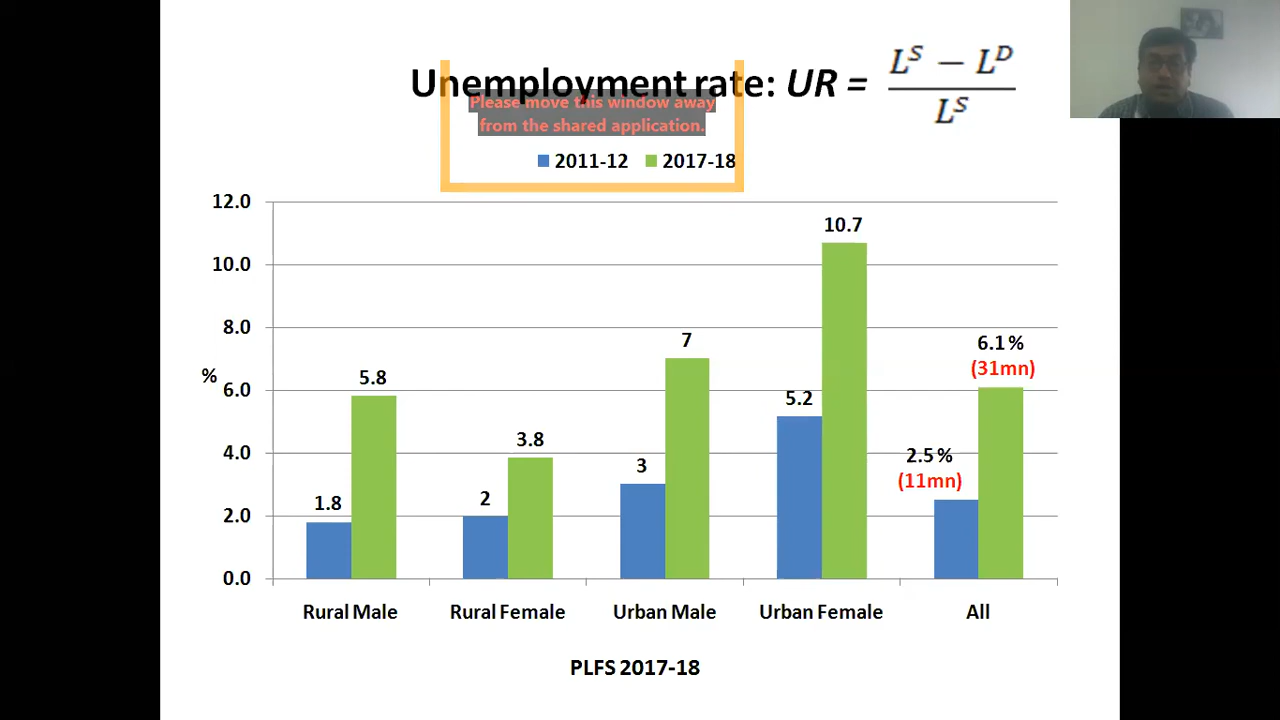 Unemployment rate: UR = L^S − L^D / L^S
Please move this window away
from the shared application.
2011-12 2017-18
12.0
10.7
10.0
8.0
7
6.1%
(31mn)
%
6.0
5.8
5.2
4.0
3.8
3
2.5%
(11mn)
2.0
1.8
2
0.0
Rural Male Rural Female Urban Male Urban Female All
PLFS 2017-18